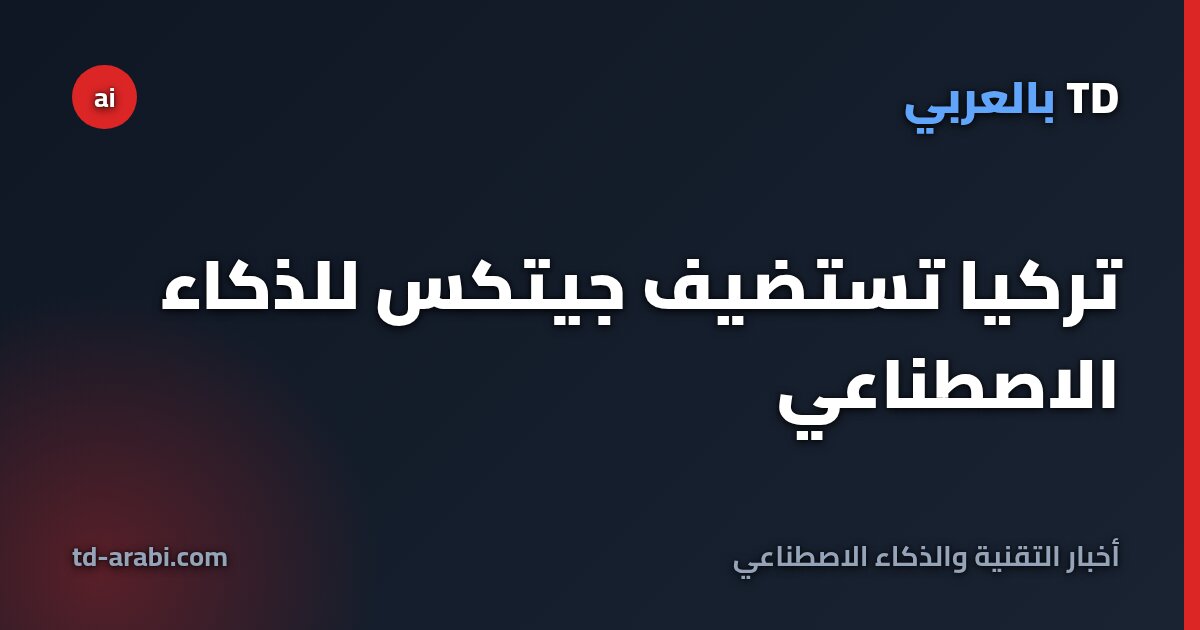 TD بالعربي
ai
تركيا تستضيف جيتكس للذكاء
الاصطناعي
أخبار التقنية والذكاء الاصطناعي
td-arabi.com